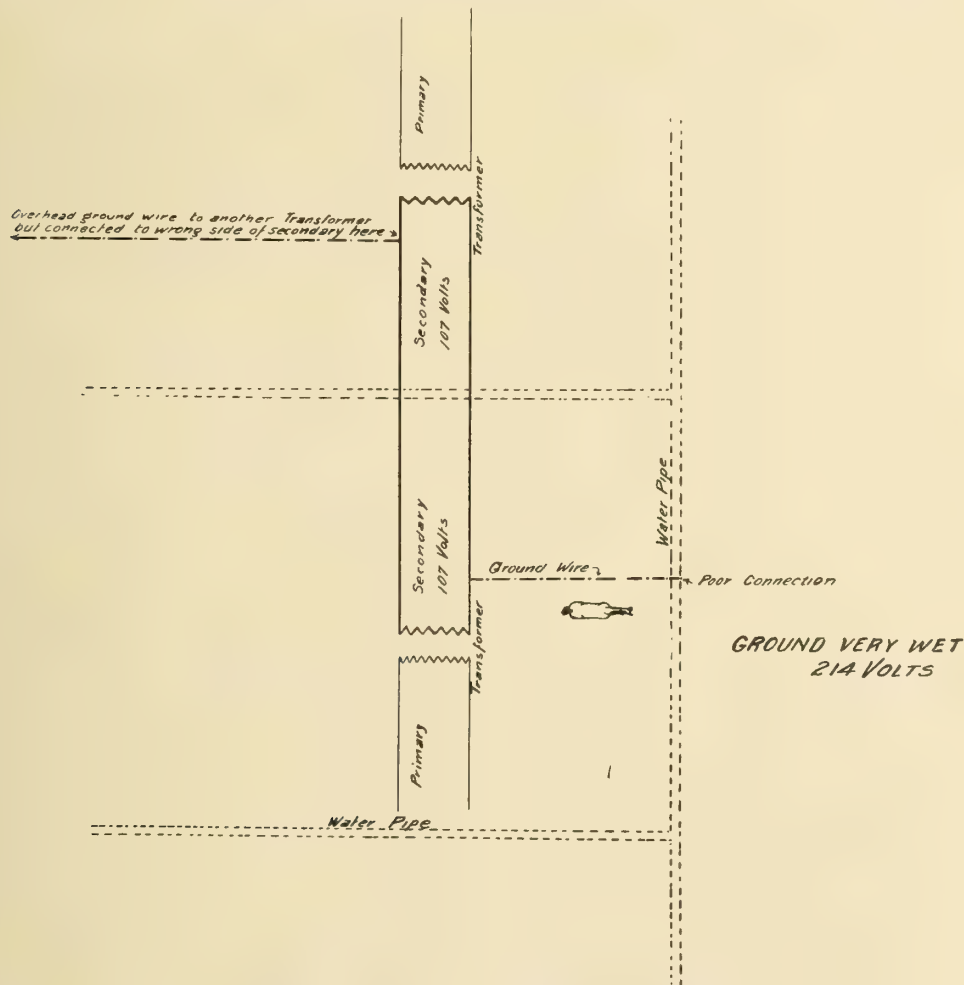 Primary
Transformer
Overhead ground wire to another Transformer
but connected to wrong side of secondary here
Secondary
107 Volts
Water Pipe
Secondary
107 Volts
Ground Wire
Poor Connection
Transformer
GROUND VERY WET
214 VOLTS
Primary
Water Pipe